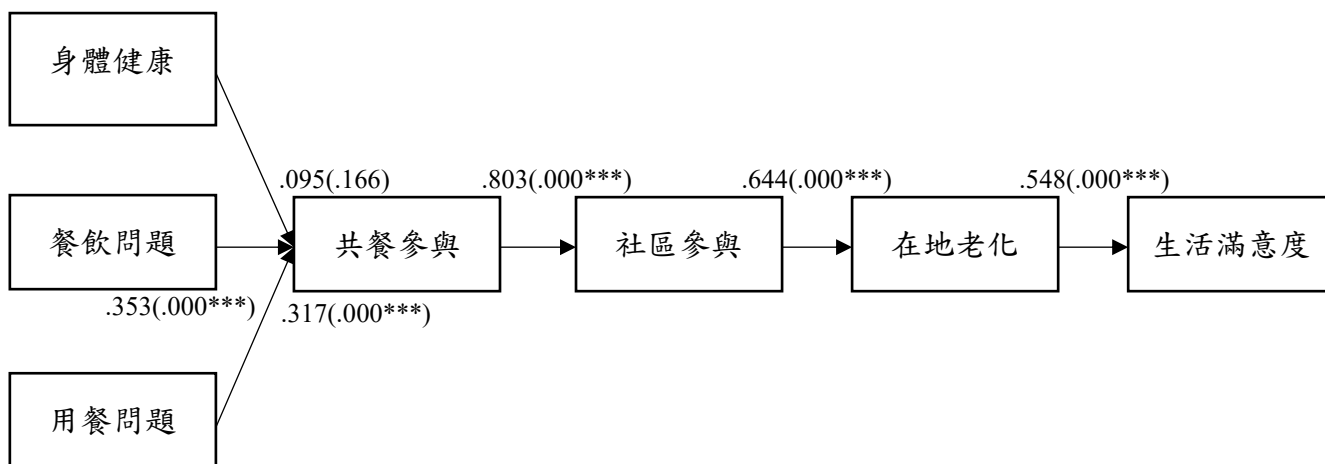 身體健康
.095(.166)
.803(.000***)
.644(.000***)
.548(.000***)
餐飲問題
共餐參與
社區參與
在地老化
生活滿意度
.353(.000***)
.317(.000***)
用餐問題